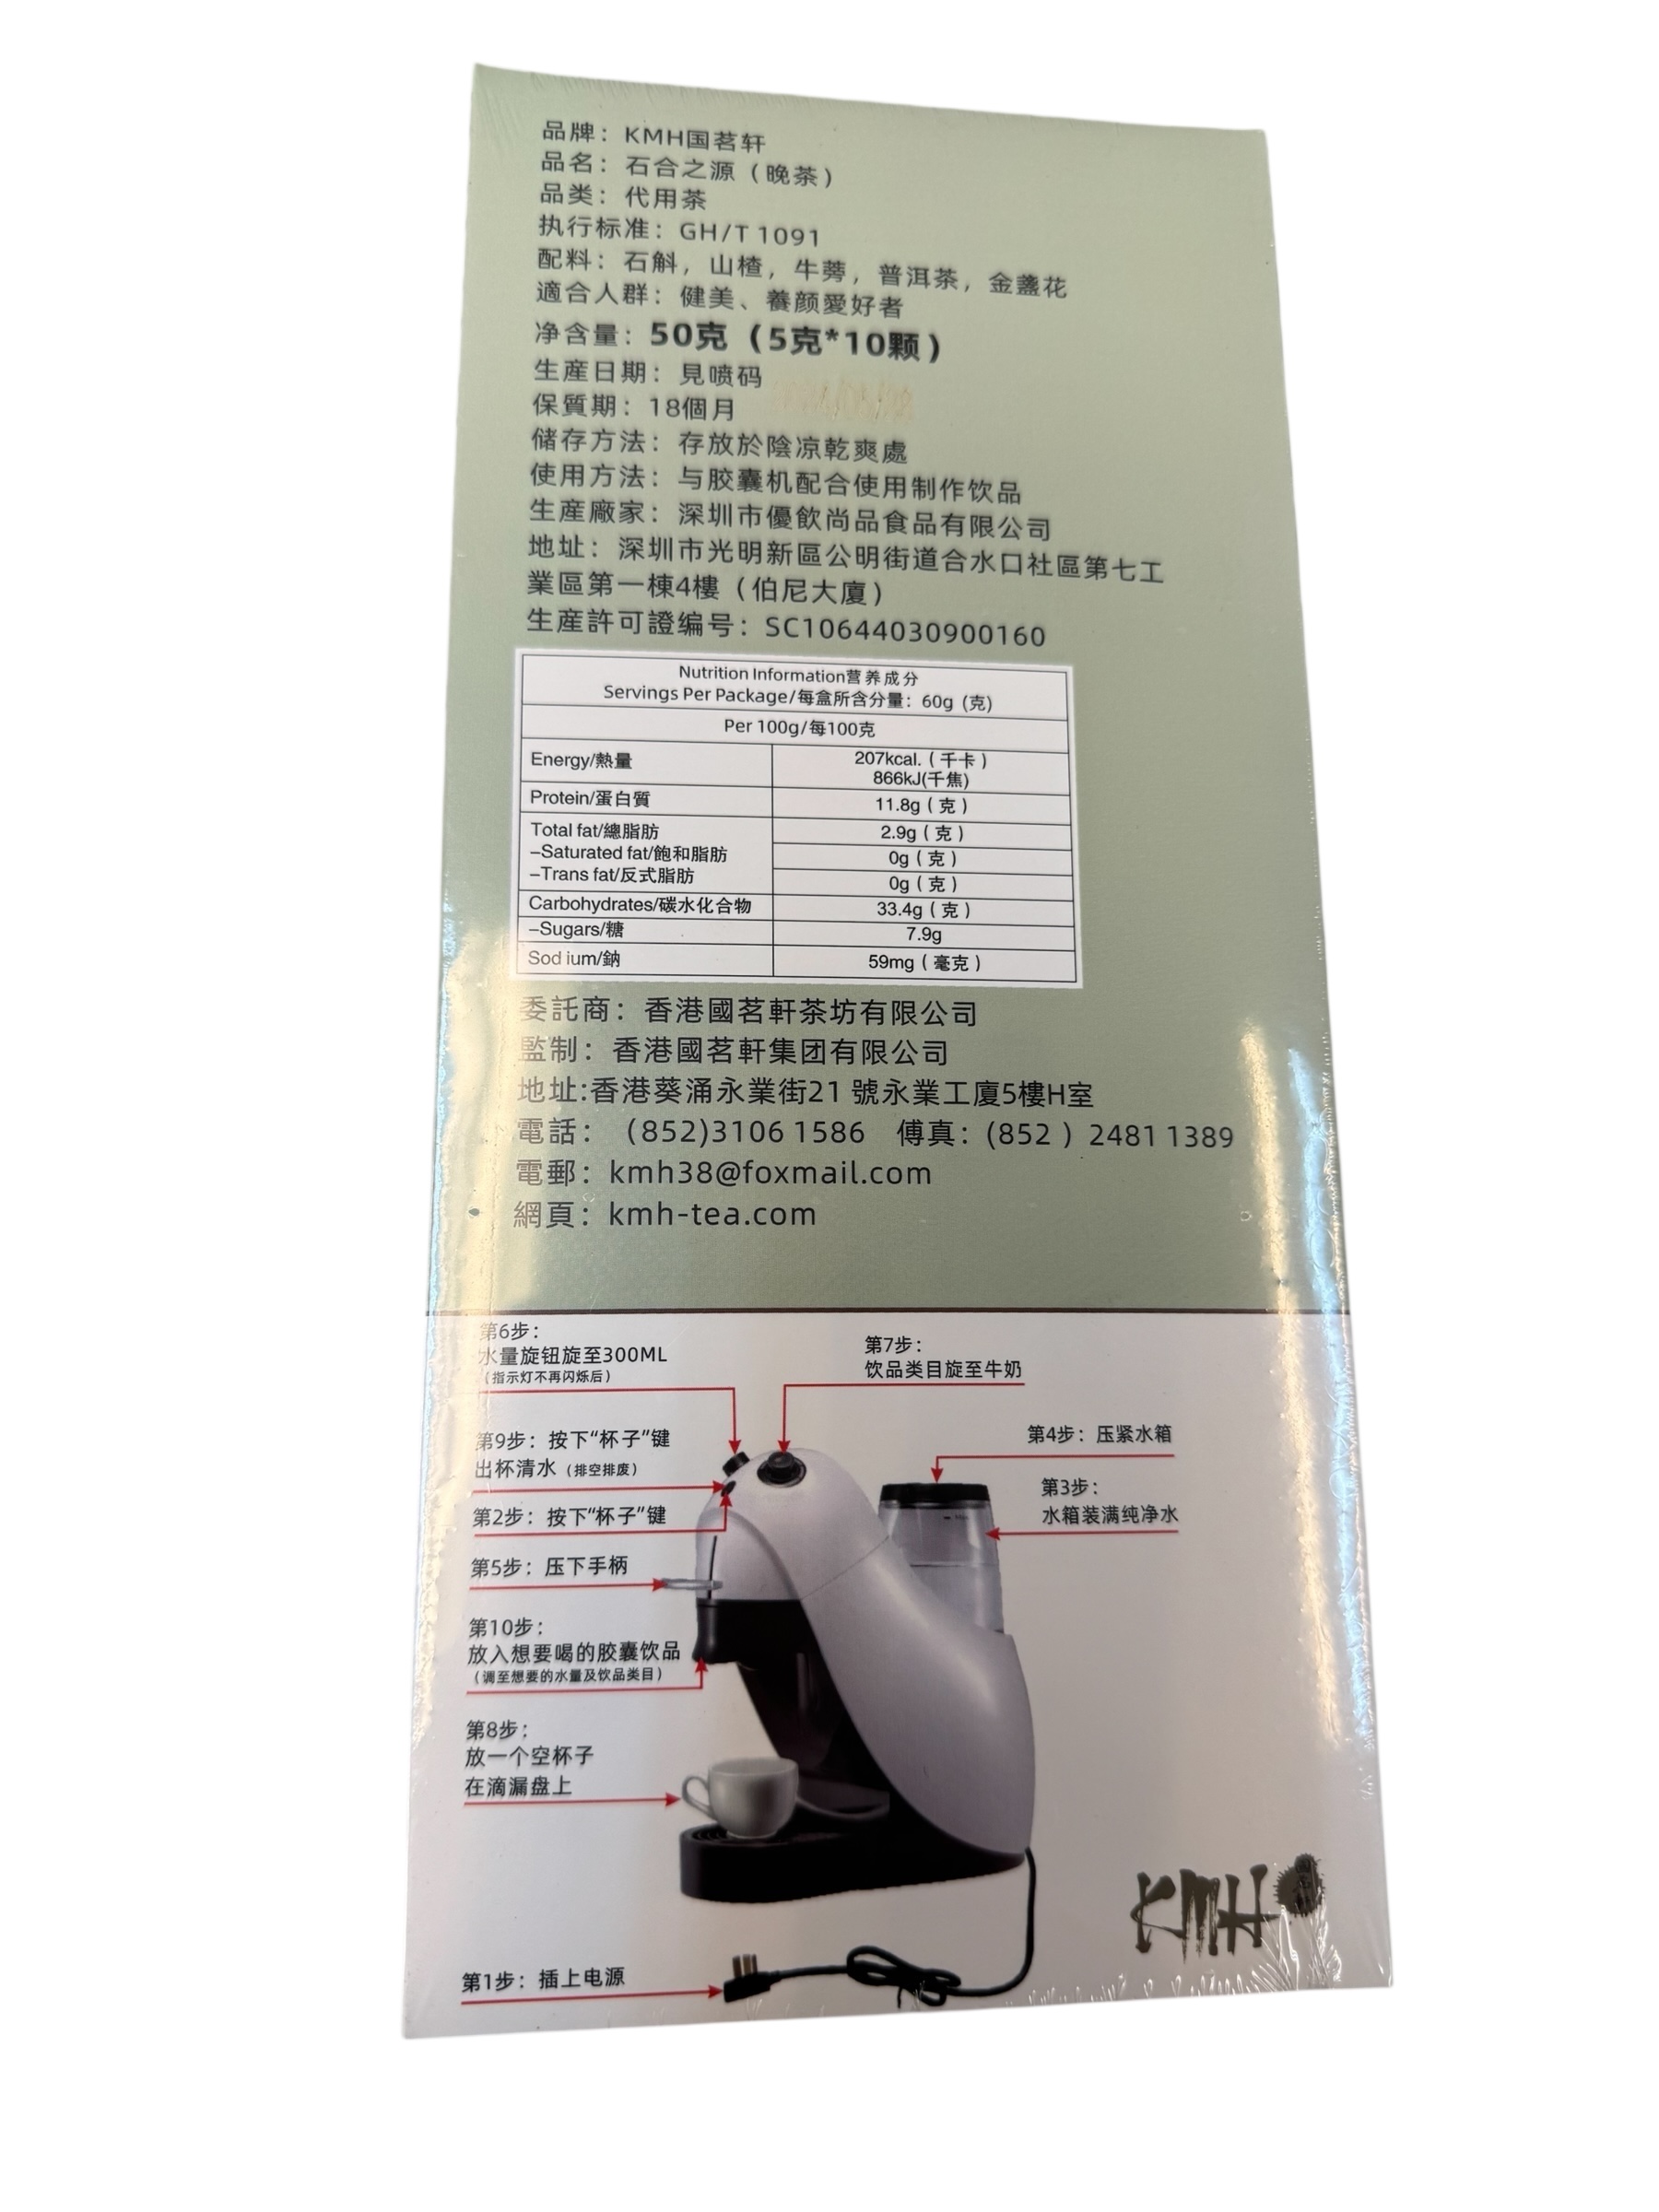 品牌：KMH国茗轩
品名：石合之源（晚茶）
品类：代用茶
执行标准：GH/T 1091
配料：石斛，山楂，牛蒡，普洱茶，金盏花
適合人群：健美、養颜愛好者
净含量：50克（5克*10颗）
生産日期：見喷码
保質期：18個月
储存方法：存放於陰凉乾爽處
使用方法：与胶囊机配合使用制作饮品
生産廠家：深圳市優飲尚品食品有限公司
地址：深圳市光明新區公明街道合水口社區第七工
業區第一棟4樓（伯尼大廈）
生産許可證编号：SC10644030900160
Nutrition Information营养成分
Servings Per Package/每盒所含分量：60g (克)
Per 100g/每100克
Energy/熱量 207kcal.（千卡）
866kJ(千焦)
Protein/蛋白質 11.8g（克）
Total fat/總脂肪 2.9g（克）
–Saturated fat/飽和脂肪 0g（克）
–Trans fat/反式脂肪 0g（克）
Carbohydrates/碳水化合物 33.4g（克）
–Sugars/糖 7.9g
Sod ium/鈉 59mg（毫克）
委託商：香港國茗軒茶坊有限公司
監制：香港國茗軒集团有限公司
地址:香港葵涌永業街21 號永業工廈5樓H室
電話：（852)3106 1586 傅真：(852 ) 2481 1389
電郵：kmh38@foxmail.com
網頁：kmh-tea.com
第6步：
水量旋钮旋至300ML
（指示灯不再闪烁后）
第7步：
饮品类目旋至牛奶
第9步：按下“杯子”键
出杯清水（排空排废）
第4步：压紧水箱
第3步：
水箱装满纯净水
第2步：按下“杯子”键
第5步：压下手柄
第10步：
放入想要喝的胶囊饮品
（调至想要的水量及饮品类目）
第8步：
放一个空杯子
在滴漏盘上
第1步：插上电源